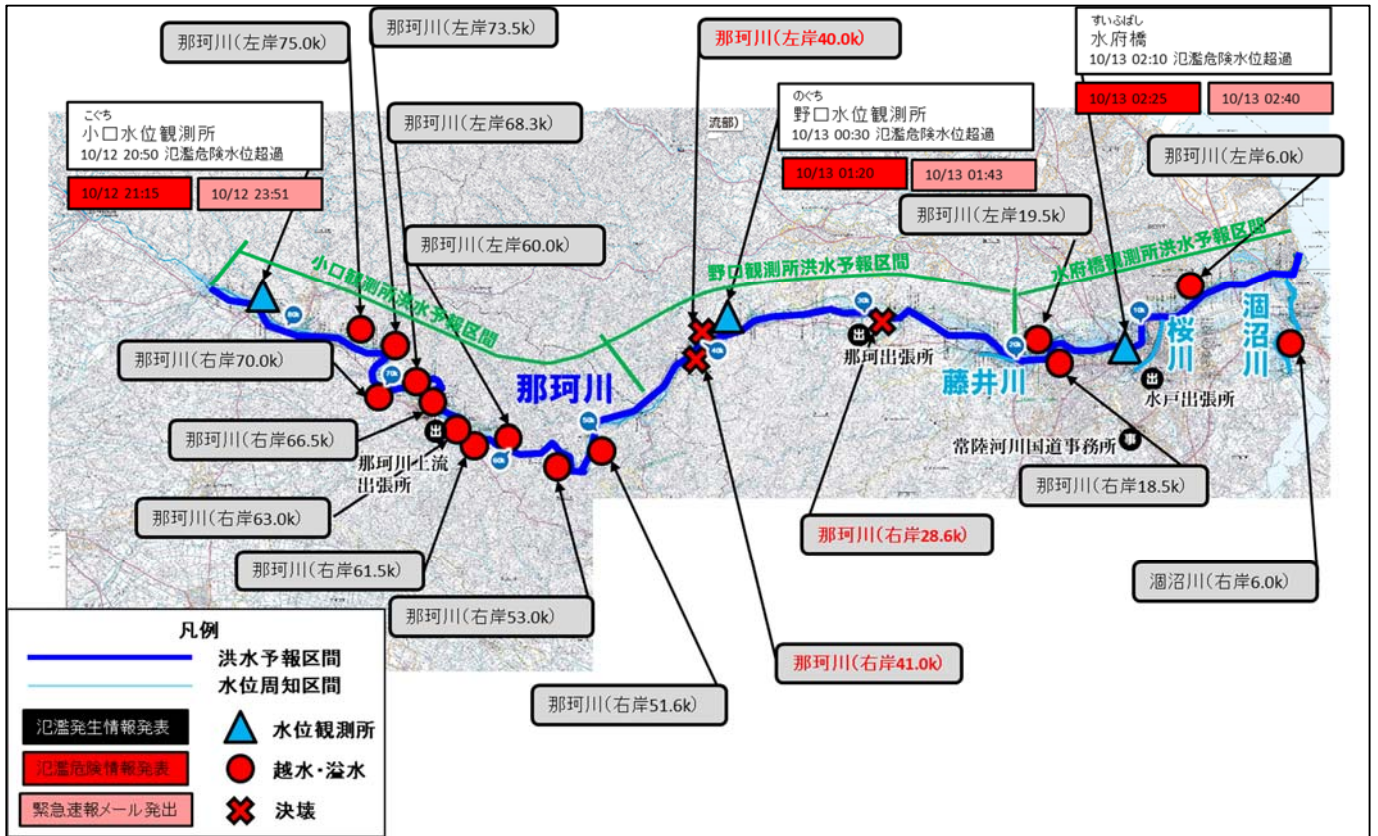 那珂川(左岸75.0k)
那珂川(左岸73.5k)
那珂川(左岸40.0k)
すいふばし
水府橋
10/13 02:10 氾濫危険水位超過
10/13 02:25
10/13 02:40
こぐち
小口水位観測所
10/12 20:50 氾濫危険水位超過
10/12 21:15
10/12 23:51
那珂川(左岸68.3k)
のぐち
野口水位観測所
10/13 00:30 氾濫危険水位超過
10/13 01:20
10/13 01:43
流部)
那珂川(左岸6.0k)
那珂川(左岸19.5k)
那珂川(左岸60.0k)
小口観測所洪水予報区間
野口観測所洪水予報区間
水府橋観測所洪水予報区間
80k
70k
60k
50k
40k
30k
20k
10k
那珂川(右岸70.0k)
那珂川
出
那珂出張所
藤井川
桜川
涸沼川
出
水戸出張所
事
常陸河川国道事務所
那珂川(右岸66.5k)
出
那珂川上流
出張所
那珂川(右岸63.0k)
那珂川(右岸18.5k)
那珂川(右岸28.6k)
那珂川(右岸61.5k)
涸沼川(右岸6.0k)
那珂川(右岸53.0k)
那珂川(右岸41.0k)
那珂川(右岸51.6k)
凡例
洪水予報区間
水位周知区間
氾濫発生情報発表
水位観測所
氾濫危険情報発表
越水・溢水
緊急速報メール発出
決壊